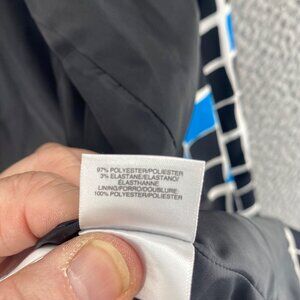 97% POLYESTER/POLIESTER
3% ELASTANE/ELASTANO/
ELASTHANNE
LINING/FORRO/DOUBLURE:
100% POLYESTER/POLIESTER